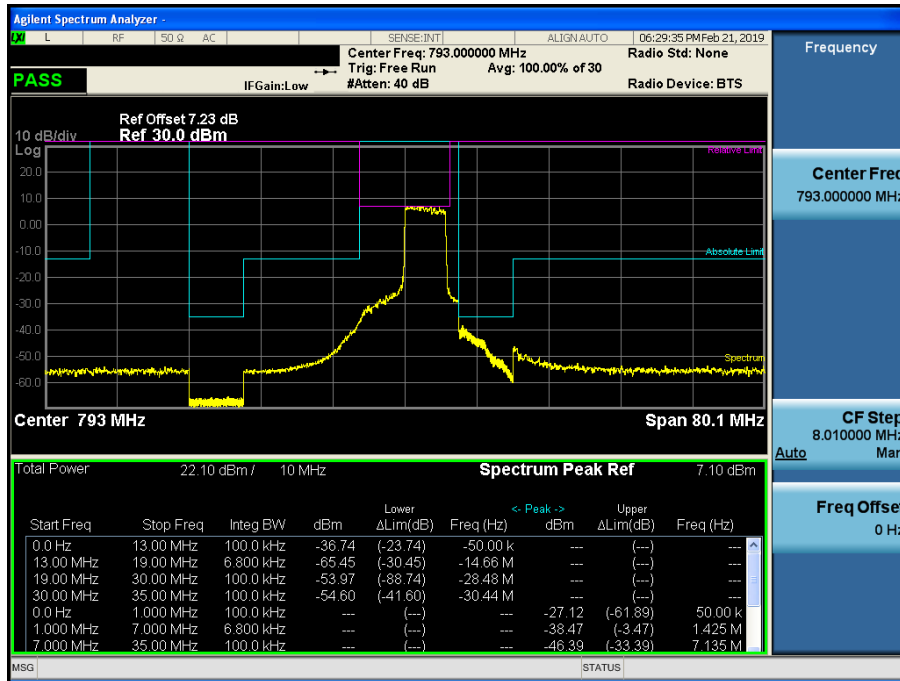 Agilent Spectrum Analyzer -
LXI L RF 50 Ω AC SENSE:INT ALIGN AUTO 06:29:35 PM Feb 21, 2019
Center Freq: 793.000000 MHz Radio Std: None
Trig: Free Run Avg: 100.00% of 30
PASS IFGain:Low #Atten: 40 dB Radio Device: BTS
Ref Offset 7.23 dB
10 dB/div Ref 30.0 dBm
Log
Relative Limit
20.0
10.0
0.00
-10.0
Absolute Limit
-20.0
-30.0
-40.0
-50.0
Spectrum
-60.0
Center 793 MHz Span 80.1 MHz
Total Power 22.10 dBm / 10 MHz Spectrum Peak Ref 7.10 dBm
Lower <- Peak -> Upper
Start Freq Stop Freq Integ BW dBm ΔLim(dB) Freq (Hz) dBm ΔLim(dB) Freq (Hz)
0.0 Hz 13.00 MHz 100.0 kHz -36.74 (-23.74) -50.00 k --- (---) ---
13.00 MHz 19.00 MHz 6.800 kHz -65.45 (-30.45) -14.66 M --- (---) ---
19.00 MHz 30.00 MHz 100.0 kHz -53.97 (-88.74) -28.48 M --- (---) ---
30.00 MHz 35.00 MHz 100.0 kHz -54.60 (-41.60) -30.44 M --- (---) ---
0.0 Hz 1.000 MHz 100.0 kHz --- (---) --- -27.12 (-61.89) 50.00 k
1.000 MHz 7.000 MHz 6.800 kHz --- (---) --- -38.47 (-3.47) 1.425 M
7.000 MHz 35.00 MHz 100.0 kHz --- (---) --- -46.39 (-33.39) 7.135 M
MSG STATUS
Frequency
Center Freq
793.000000 MHz
CF Step
8.010000 MHz
Auto Man
Freq Offset
0 Hz